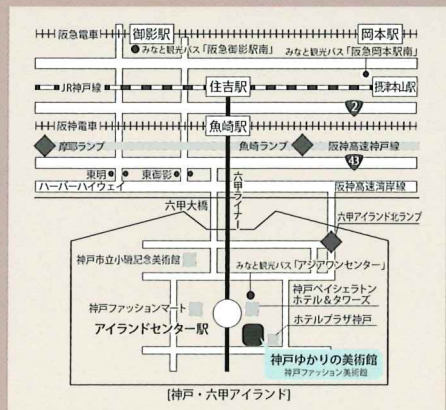 阪急電車
御影駅
岡本駅
みなと観光バス「阪急御影駅南」
みなと観光バス「阪急岡本駅南」
JR神戸線
住吉駅
摂津本山駅
2
阪神電車
魚崎駅
摩耶ランプ
魚崎ランプ
阪神高速神戸線
43
東明
東御影
ハーバーハイウェイ
六甲ライナー
阪神高速湾岸線
六甲大橋
六甲アイランド北ランプ
神戸市立小磯記念美術館
みなと観光バス「アジアワンセンター」
神戸ファッションマート
神戸ベイシェラトン
ホテル&タワーズ
アイランドセンター駅
ホテルプラザ神戸
神戸ゆかりの美術館
神戸ファッション美術館
[神戸・六甲アイランド]